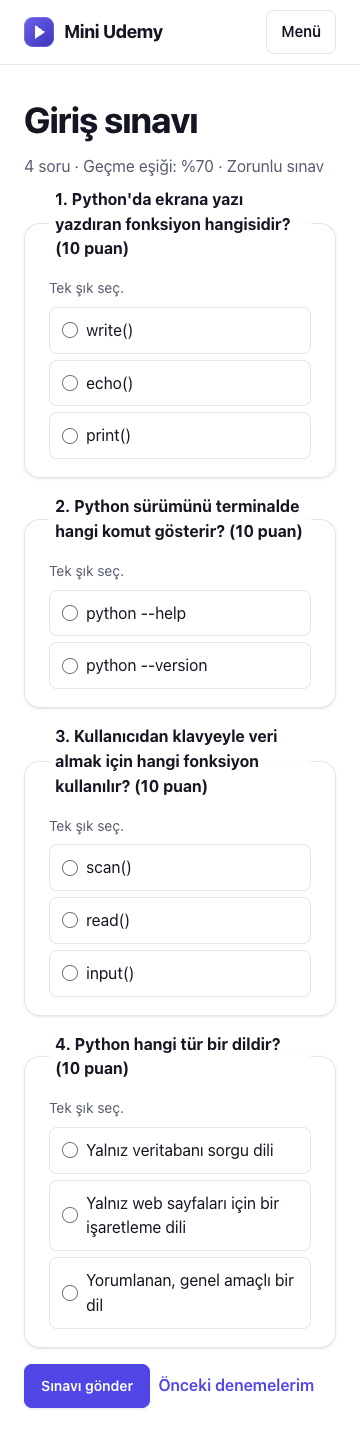 Mini Udemy
Menü
Giriş sınavı
4 soru · Geçme eşiği: %70 · Zorunlu sınav
1. Python'da ekrana yazı
yazdıran fonksiyon hangisidir?
(10 puan)
Tek şık seç.
write()
echo()
print()
2. Python sürümünü terminalde
hangi komut gösterir? (10 puan)
Tek şık seç.
python --help
python --version
3. Kullanıcıdan klavyeyle veri
almak için hangi fonksiyon
kullanılır? (10 puan)
Tek şık seç.
scan()
read()
input()
4. Python hangi tür bir dildir?
(10 puan)
Tek şık seç.
Yalnız veritabanı sorgu dili
Yalnız web sayfaları için bir
işaretleme dili
Yorumlanan, genel amaçlı bir
dil
Sınavı gönder
Önceki denemelerim